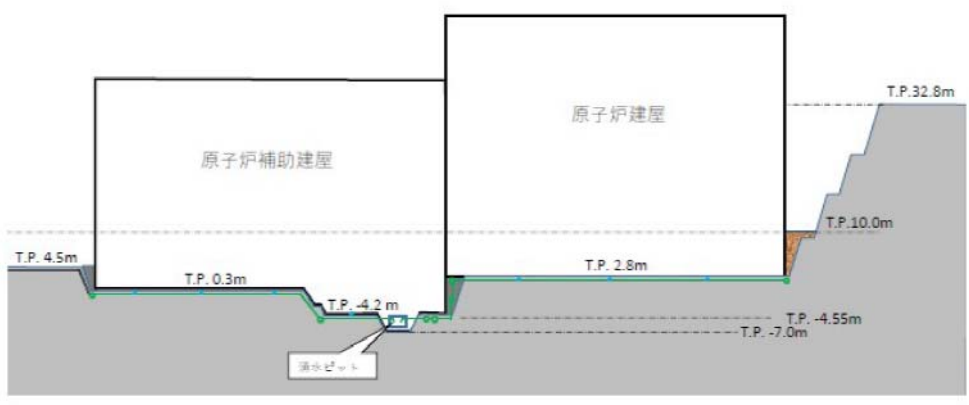 T.P.32.8m
原子炉建屋
原子炉補助建屋
T.P.10.0m
T.P. 4.5m
T.P. 0.3m
T.P. 2.8m
T.P. -4.2 m
T.P. -4.55m
T.P. -7.0m
湧水ピット